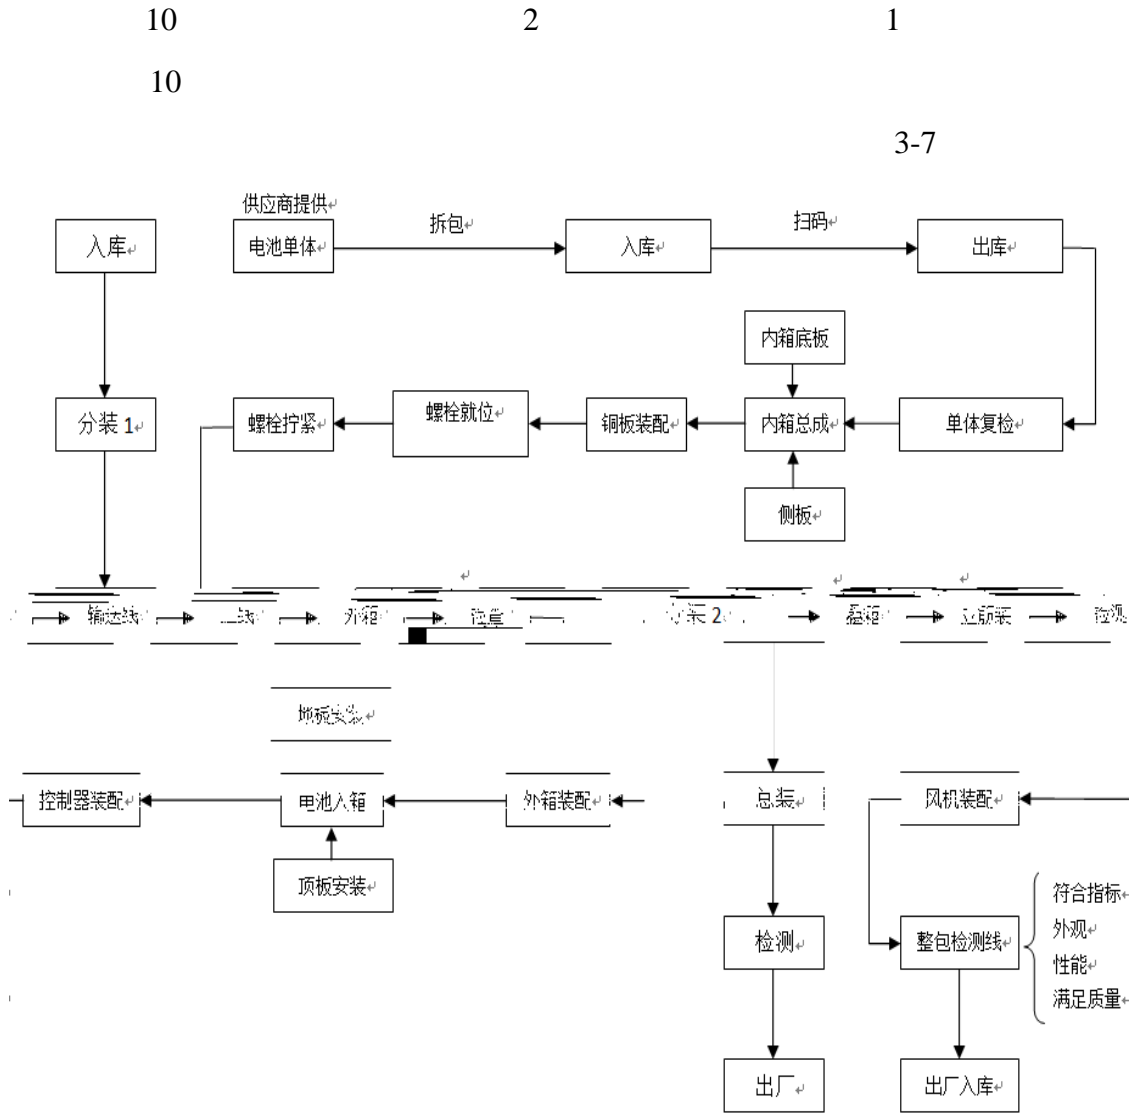 10 2 1
10
3-7
供应商提供
拆包
扫码
入库
电池单体
入库
出库
内箱底板
分装 1
螺栓拧紧
螺栓就位
铜板装配
内箱总成
单体复检
侧板
输送线
外箱
装 2
检测
地板安装
控制器装配
电池入箱
外箱装配
总装
风机装配
顶板安装
符合指标
外观
性能
满足质量
检测
整包检测线
出厂
出厂入库